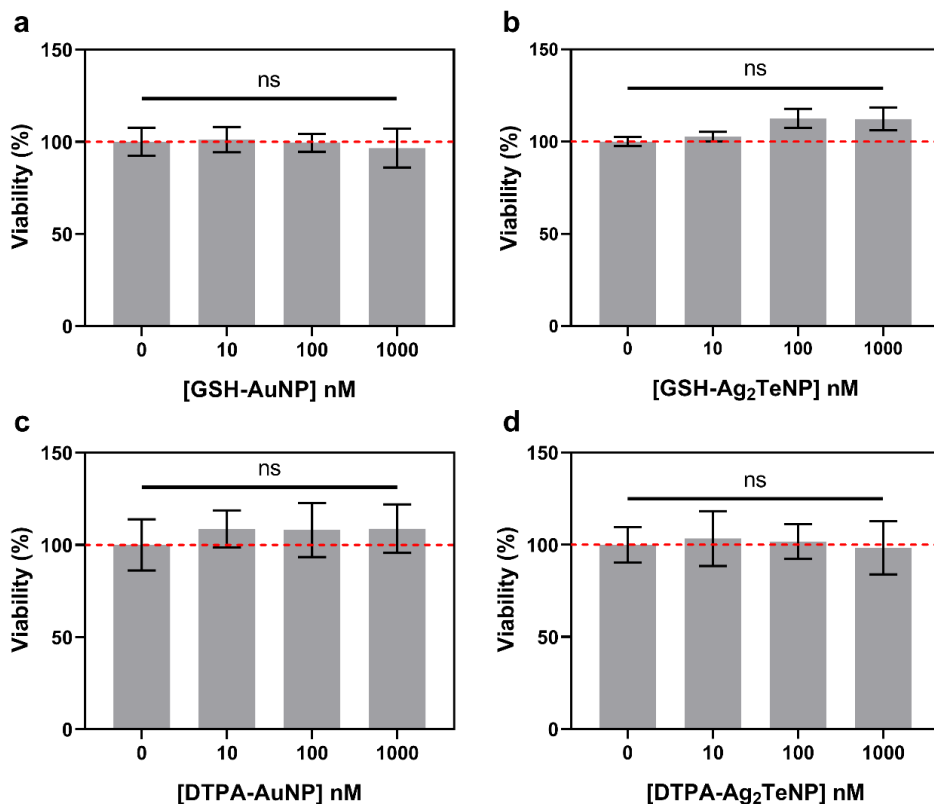 a
150
100
50
0
Viability (%)
ns
0 10 100 1000
[GSH-AuNP] nM
b
150
100
50
0
Viability (%)
ns
0 10 100 1000
[GSH-Ag₂TeNP] nM
c
150
100
50
0
Viability (%)
ns
0 10 100 1000
[DTPA-AuNP] nM
d
150
100
50
0
Viability (%)
ns
0 10 100 1000
[DTPA-Ag₂TeNP] nM